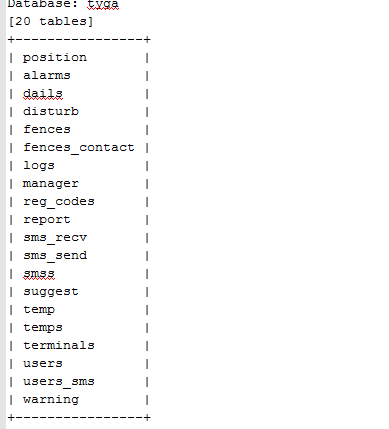 Database: tyga
[20 tables]
+----------------+
| position       |
| alarms         |
| dails          |
| disturb        |
| fences         |
| fences_contact |
| logs           |
| manager        |
| reg_codes      |
| report         |
| sms_recv       |
| sms_send       |
| smss           |
| suggest        |
| temp           |
| temps          |
| terminals      |
| users          |
| users_sms      |
| warning        |
+----------------+